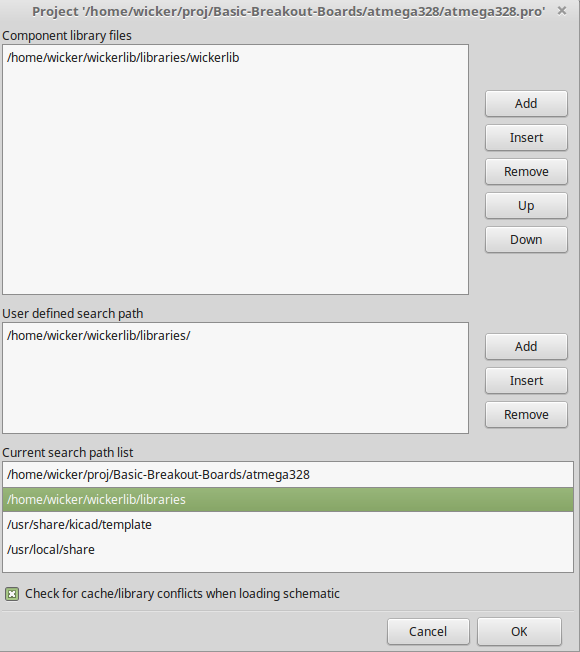 Project '/home/wicker/proj/Basic-Breakout-Boards/atmega328/atmega328.pro'
Component library files
/home/wicker/wickerlib/libraries/wickerlib
Add
Insert
Remove
Up
Down
User defined search path
/home/wicker/wickerlib/libraries/
Add
Insert
Remove
Current search path list
/home/wicker/proj/Basic-Breakout-Boards/atmega328
/home/wicker/wickerlib/libraries
/usr/share/kicad/template
/usr/local/share
Check for cache/library conflicts when loading schematic
Cancel
OK